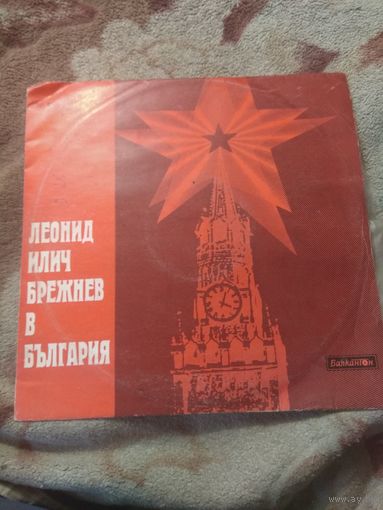 ЛЕОНИД
ИЛИЧ
БРЕЖНЕВ
В
БЪЛГАРИЯ
Балкантон